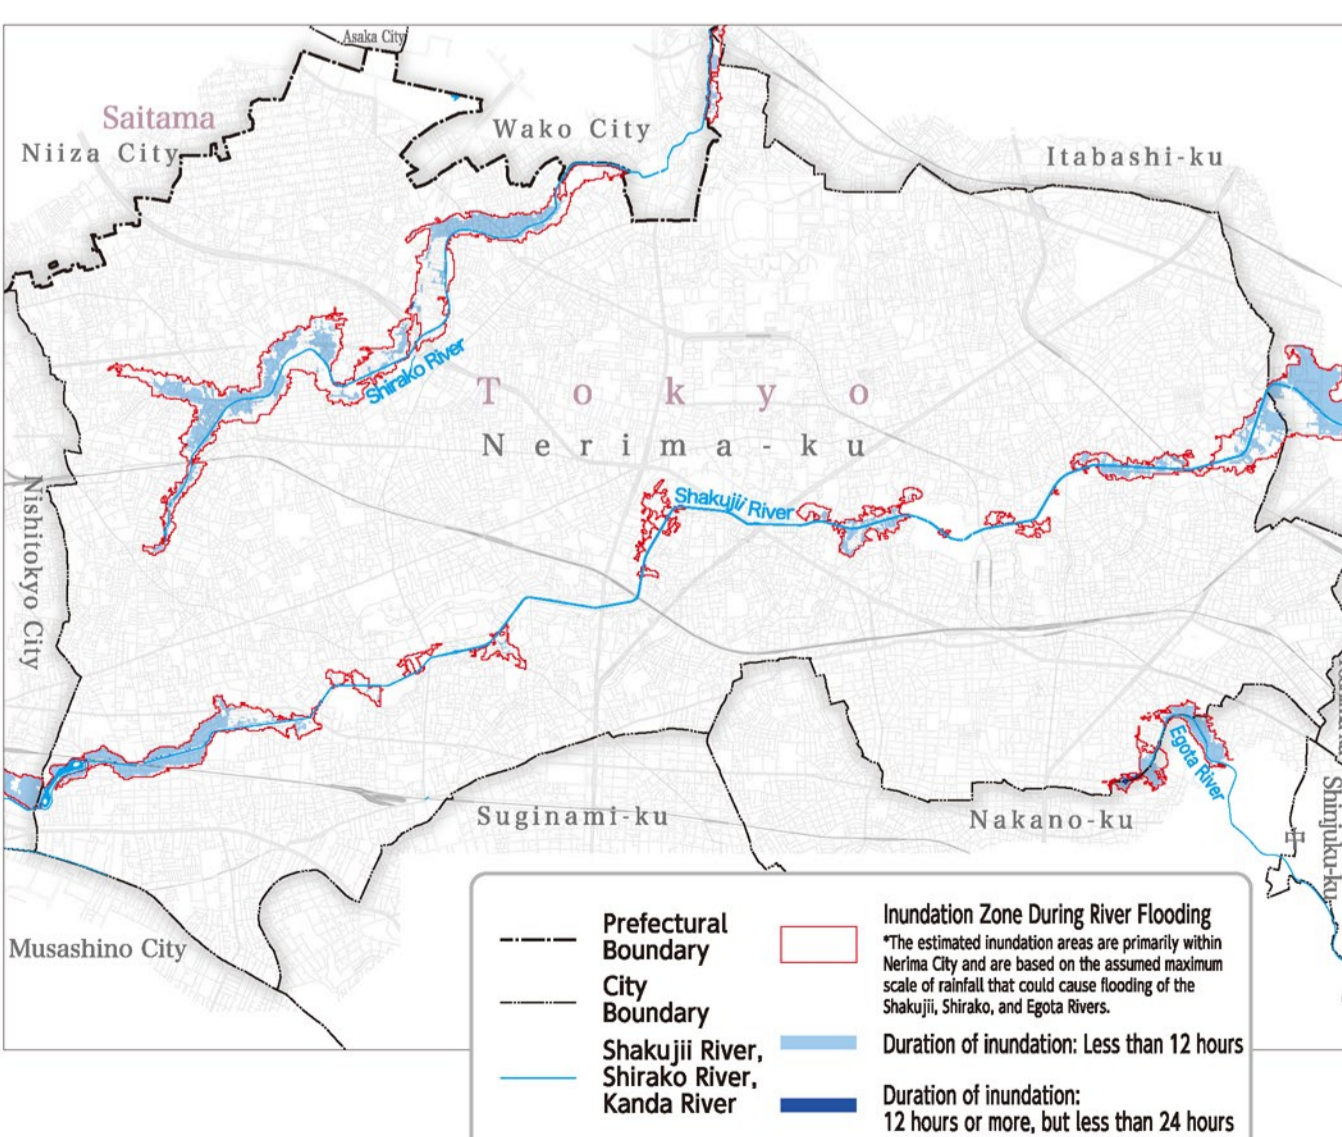 Asaka City
Saitama
Niiza City
Wako City
Itabashi-ku
Shirako River
Tokyo
Nerima-ku
Nishitokyo City
Shakujii River
Egota River
Suginami-ku
Nakano-ku
中
Shinjuku-ku
Musashino City
Prefectural
Boundary
City
Boundary
Shakujii River,
Shirako River,
Kanda River
Inundation Zone During River Flooding
*The estimated inundation areas are primarily within
Nerima City and are based on the assumed maximum
scale of rainfall that could cause flooding of the
Shakujii, Shirako, and Egota Rivers.
Duration of inundation: Less than 12 hours
Duration of inundation:
12 hours or more, but less than 24 hours